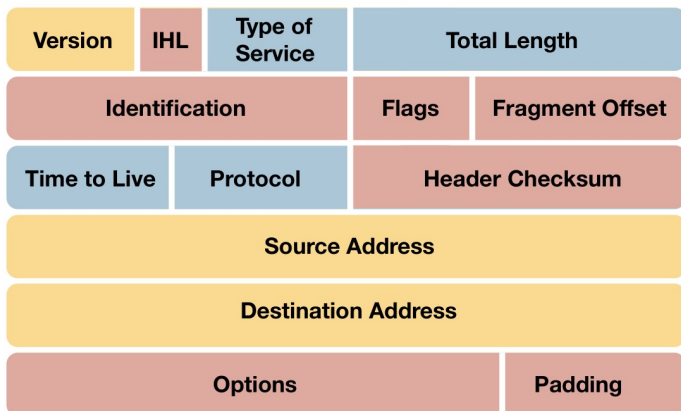 Version IHL Type of Service Total Length
Identification Flags Fragment Offset
Time to Live Protocol Header Checksum
Source Address
Destination Address
Options Padding